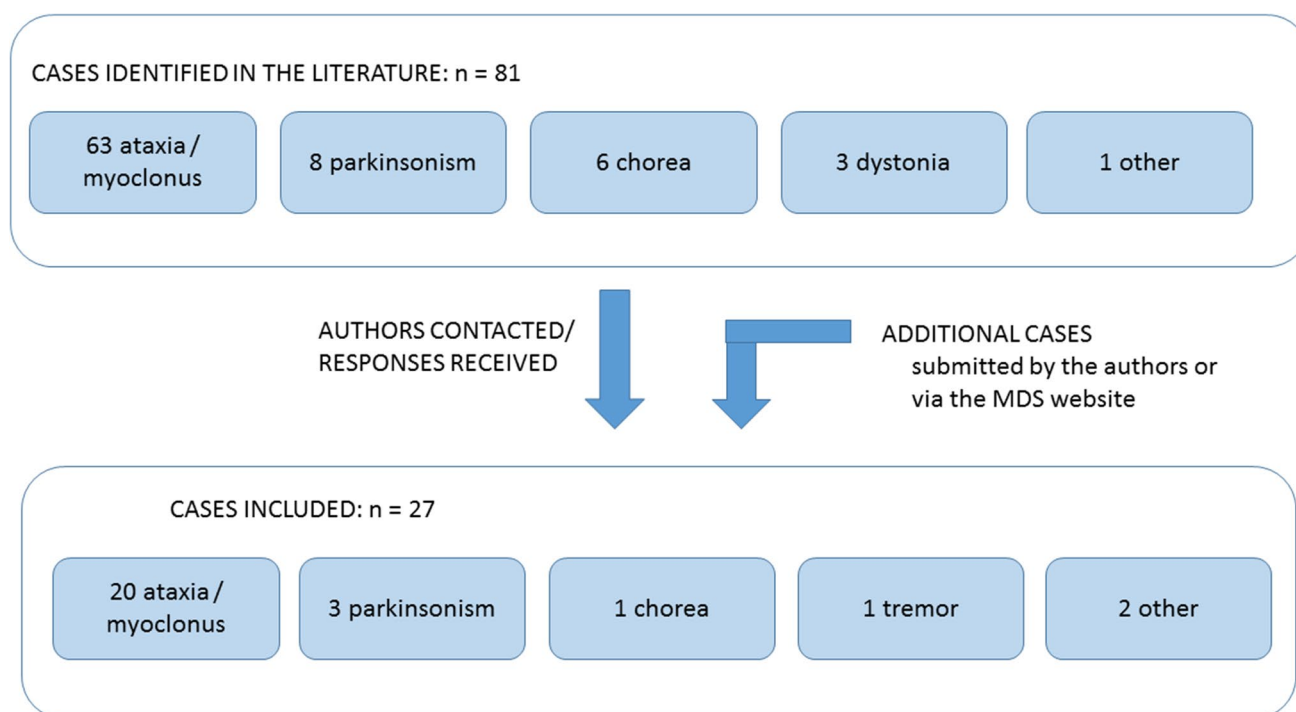 CASES IDENTIFIED IN THE LITERATURE: n = 81
63 ataxia /
myoclonus
8 parkinsonism
6 chorea
3 dystonia
1 other
AUTHORS CONTACTED/
RESPONSES RECEIVED
ADDITIONAL CASES
submitted by the authors or
via the MDS website
CASES INCLUDED: n = 27
20 ataxia /
myoclonus
3 parkinsonism
1 chorea
1 tremor
2 other